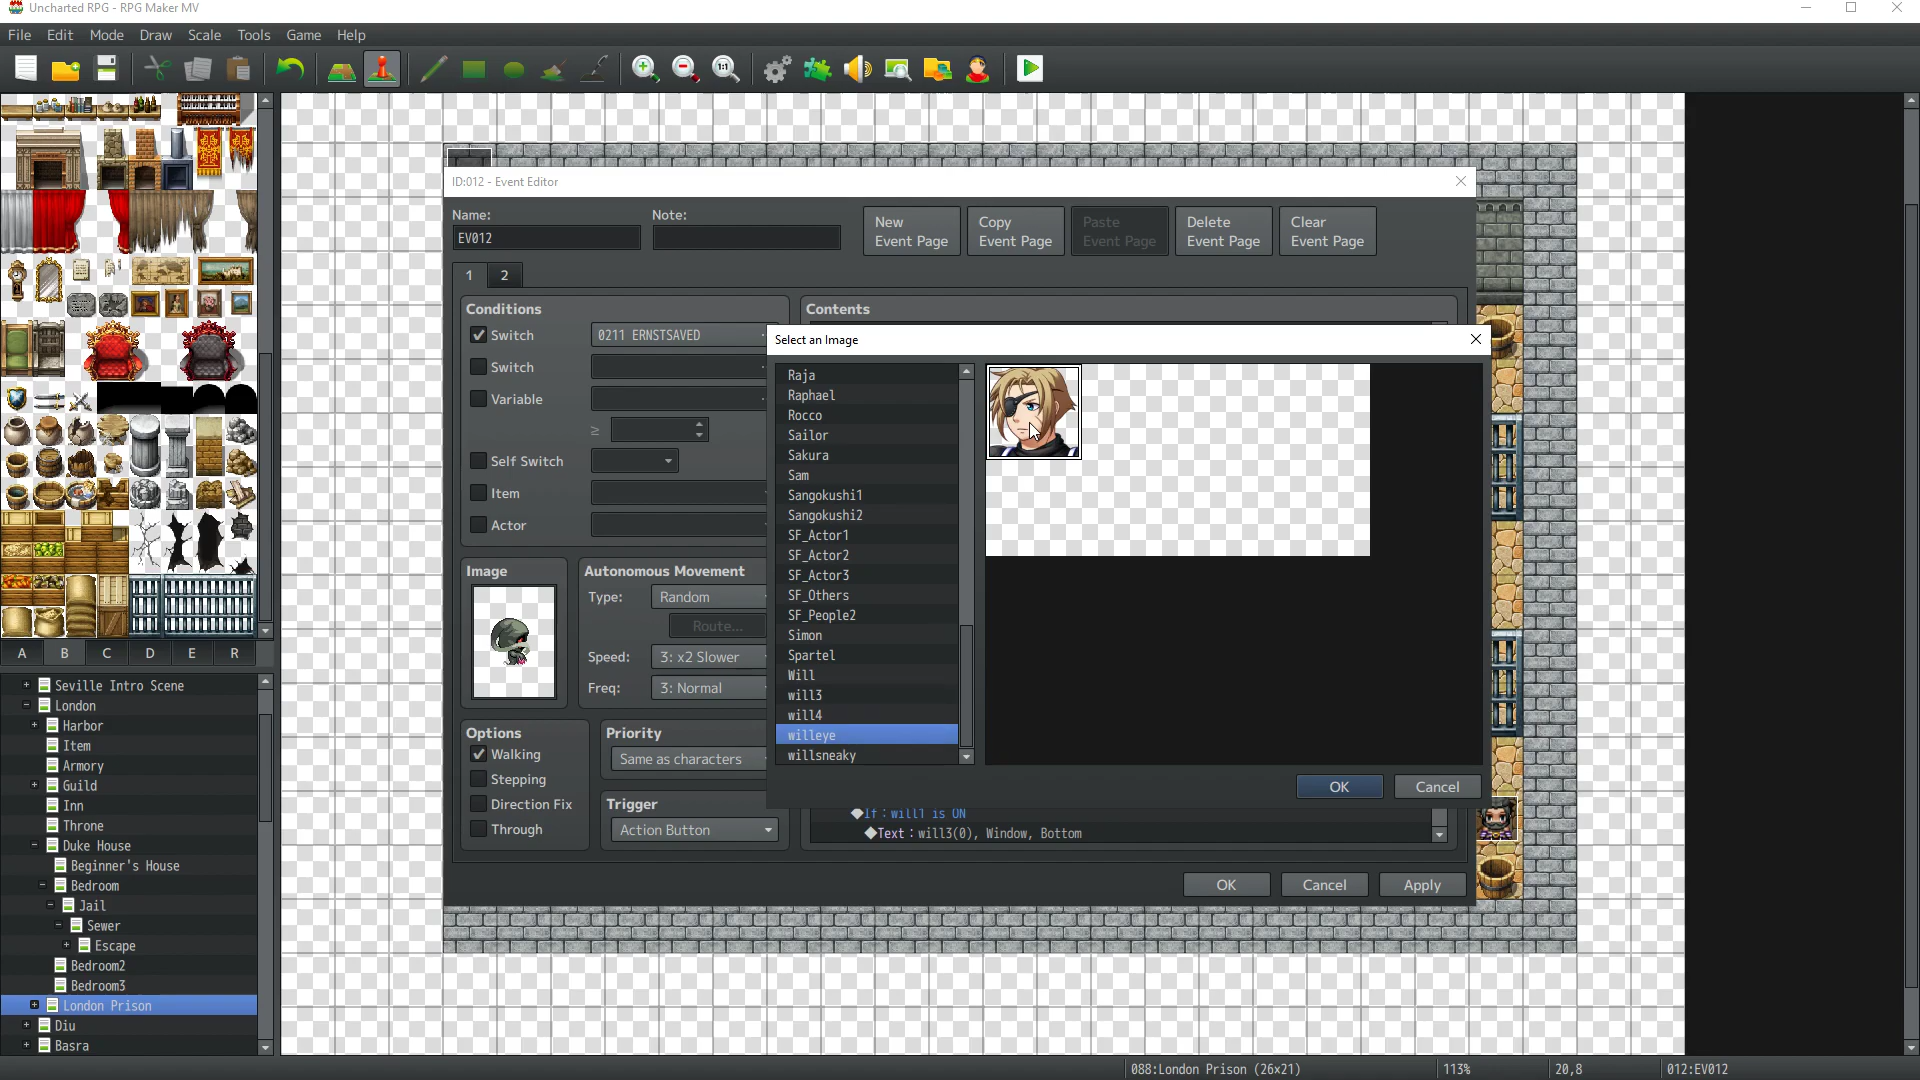 Uncharted RPG - RPG Maker MV
File Edit Mode Draw Scale Tools Game Help
1:1
ID:012 - Event Editor
Name:
EV012
Note:
New
Event Page
Copy
Event Page
Paste
Event Page
Delete
Event Page
Clear
Event Page
1 2
Conditions
Switch 0211 ERNSTSAVED
Switch
Variable
≥
Self Switch
Item
Actor
Image
Autonomous Movement
Type: Random
Route...
Speed: 3: x2 Slower
Freq: 3: Normal
Options
Walking
Stepping
Direction Fix
Through
Priority
Same as characters
Trigger
Action Button
Contents
Select an Image
Raja
Raphael
Rocco
Sailor
Sakura
Sam
Sangokushi1
Sangokushi2
SF_Actor1
SF_Actor2
SF_Actor3
SF_Others
SF_People2
Simon
Spartel
Will
will3
will4
willeye
willsneaky
OK Cancel
◆If : will1 is ON
◆Text : will3(0), Window, Bottom
OK Cancel Apply
A B C D E R
Seville Intro Scene
London
Harbor
Item
Armory
Guild
Inn
Throne
Duke House
Beginner's House
Bedroom
Jail
Sewer
Escape
Bedroom2
Bedroom3
London Prison
Diu
Basra
088:London Prison (26x21) 113% 20,8 012:EV012